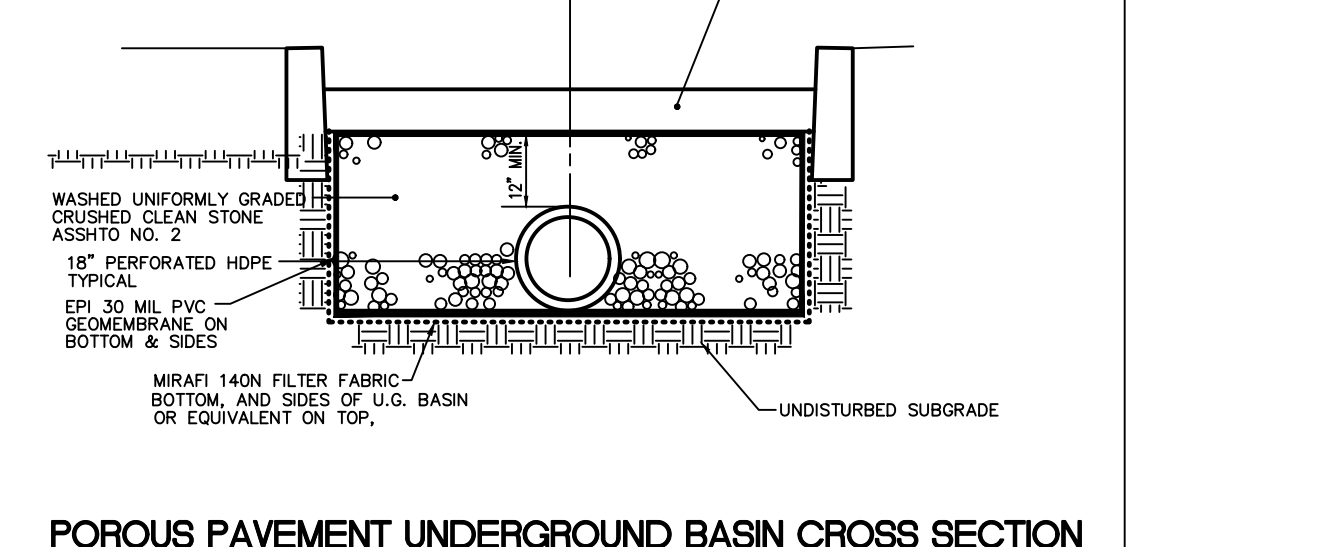 12" MIN.
WASHED UNIFORMLY GRADED
CRUSHED CLEAN STONE
ASSHTO NO. 2
18" PERFORATED HDPE
TYPICAL
EPI 30 MIL PVC
GEOMEMBRANE ON
BOTTOM & SIDES
MIRAFI 140N FILTER FABRIC
BOTTOM, AND SIDES OF U.G. BASIN
OR EQUIVALENT ON TOP,
UNDISTURBED SUBGRADE
POROUS PAVEMENT UNDERGROUND BASIN CROSS SECTION